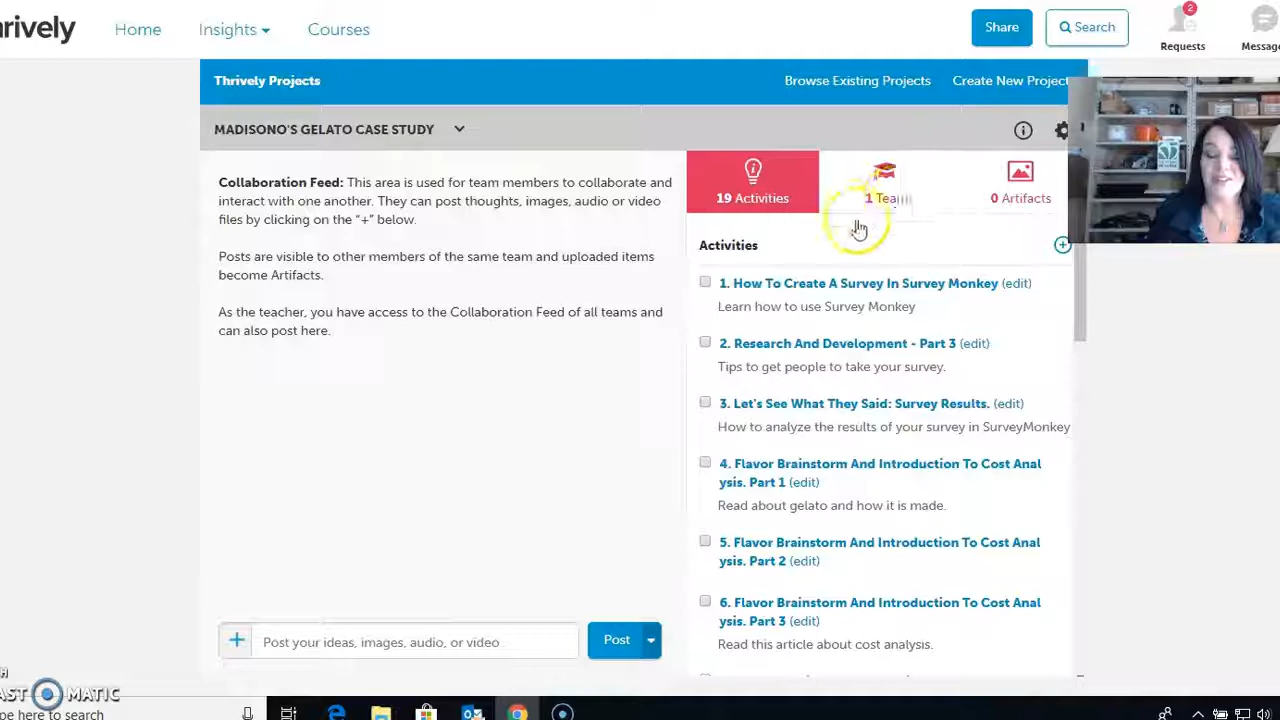 hrively
Home
Insights
Courses
Share
Search
2
Requests
Message
Thrively Projects
Browse Existing Projects
Create New Project
MADISONO'S GELATO CASE STUDY
Collaboration Feed: This area is used for team members to collaborate and
interact with one another. They can post thoughts, images, audio or video
files by clicking on the "+" below.
Posts are visible to other members of the same team and uploaded items
become Artifacts.
As the teacher, you have access to the Collaboration Feed of all teams and
can also post here.
19 Activities
1 Team
0 Artifacts
Activities
1. How To Create A Survey In Survey Monkey (edit)
Learn how to use Survey Monkey
2. Research And Development - Part 3 (edit)
Tips to get people to take your survey.
3. Let's See What They Said: Survey Results. (edit)
How to analyze the results of your survey in SurveyMonkey
4. Flavor Brainstorm And Introduction To Cost Anal
ysis. Part 1 (edit)
Read about gelato and how it is made.
5. Flavor Brainstorm And Introduction To Cost Anal
ysis. Part 2 (edit)
6. Flavor Brainstorm And Introduction To Cost Anal
ysis. Part 3 (edit)
Read this article about cost analysis.
+ Post your ideas, images, audio, or video
Post
H
AST MATIC
pe here to search